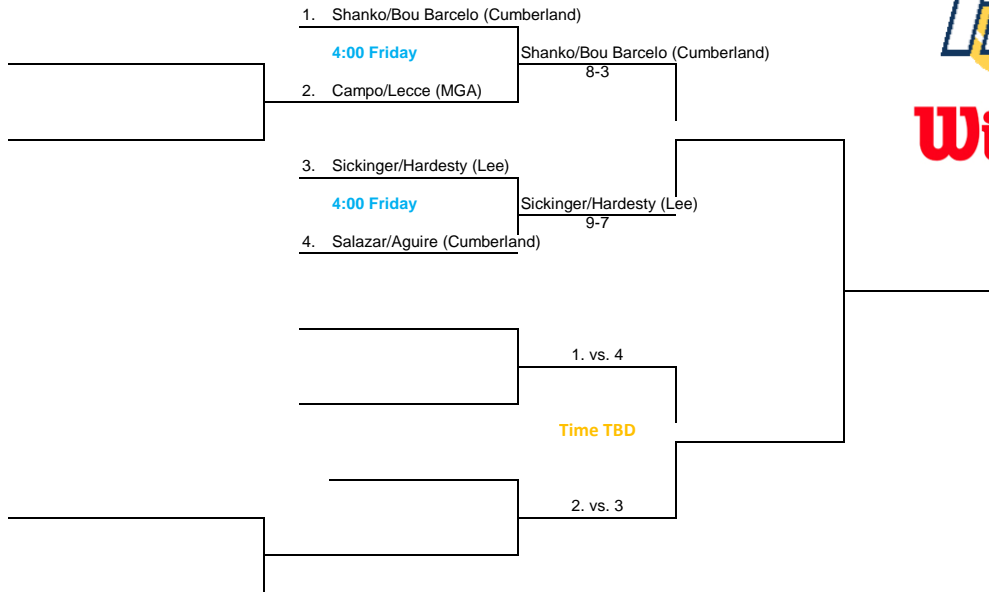 1. Shanko/Bou Barcelo (Cumberland)
4:00 Friday
Shanko/Bou Barcelo (Cumberland)
8-3
2. Campo/Lecce (MGA)
3. Sickinger/Hardesty (Lee)
4:00 Friday
Sickinger/Hardesty (Lee)
9-7
4. Salazar/Aguire (Cumberland)
1. vs. 4
Time TBD
2. vs. 3